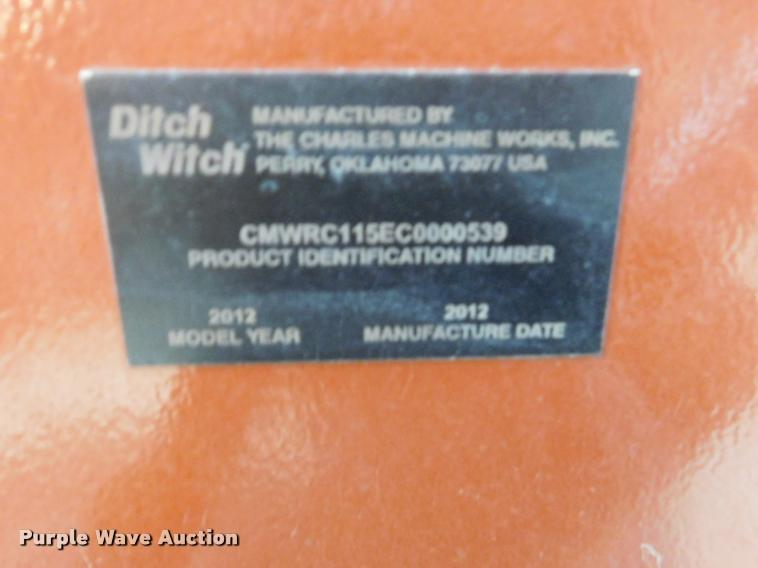 Ditch Witch
MANUFACTURED BY
THE CHARLES MACHINE WORKS, INC.
PERRY, OKLAHOMA 73077 USA
CMWRC115EC0000539
PRODUCT IDENTIFICATION NUMBER
2012
MODEL YEAR
2012
MANUFACTURE DATE
Purple Wave Auction